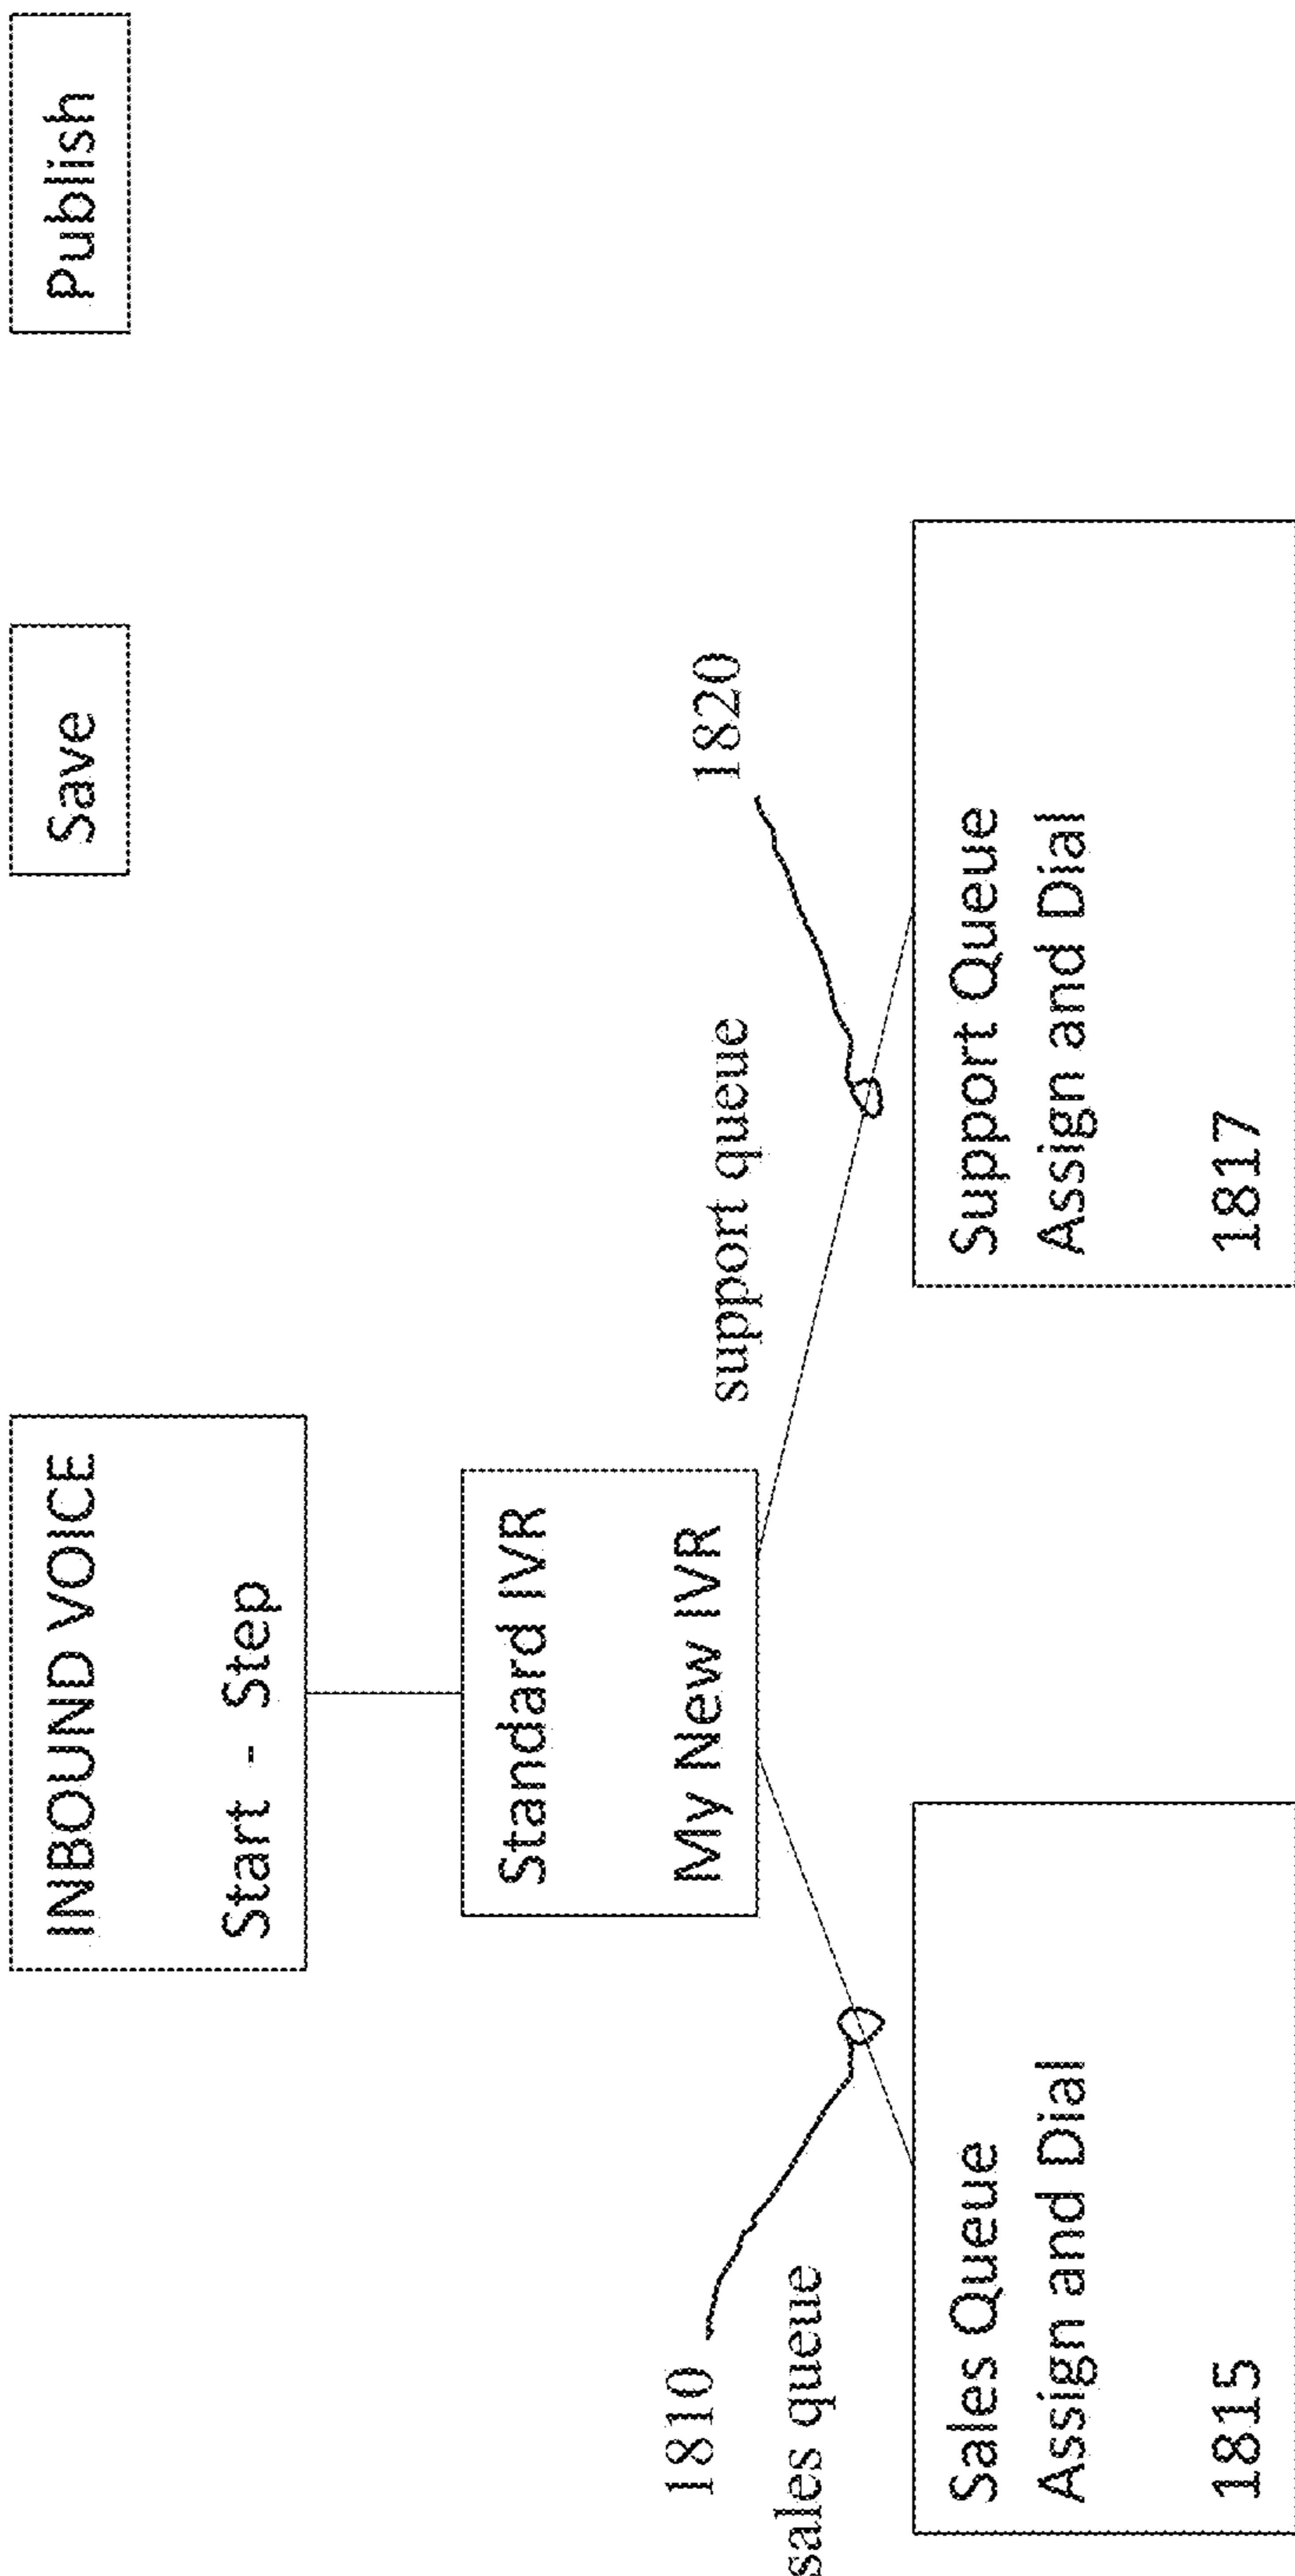 INBOUND VOICE
Start - Step
Save
Publish
Standard IVR
My New IVR
1810
sales queue
support queue
1820
Sales Queue
Assign and Dial
1815
Support Queue
Assign and Dial
1817